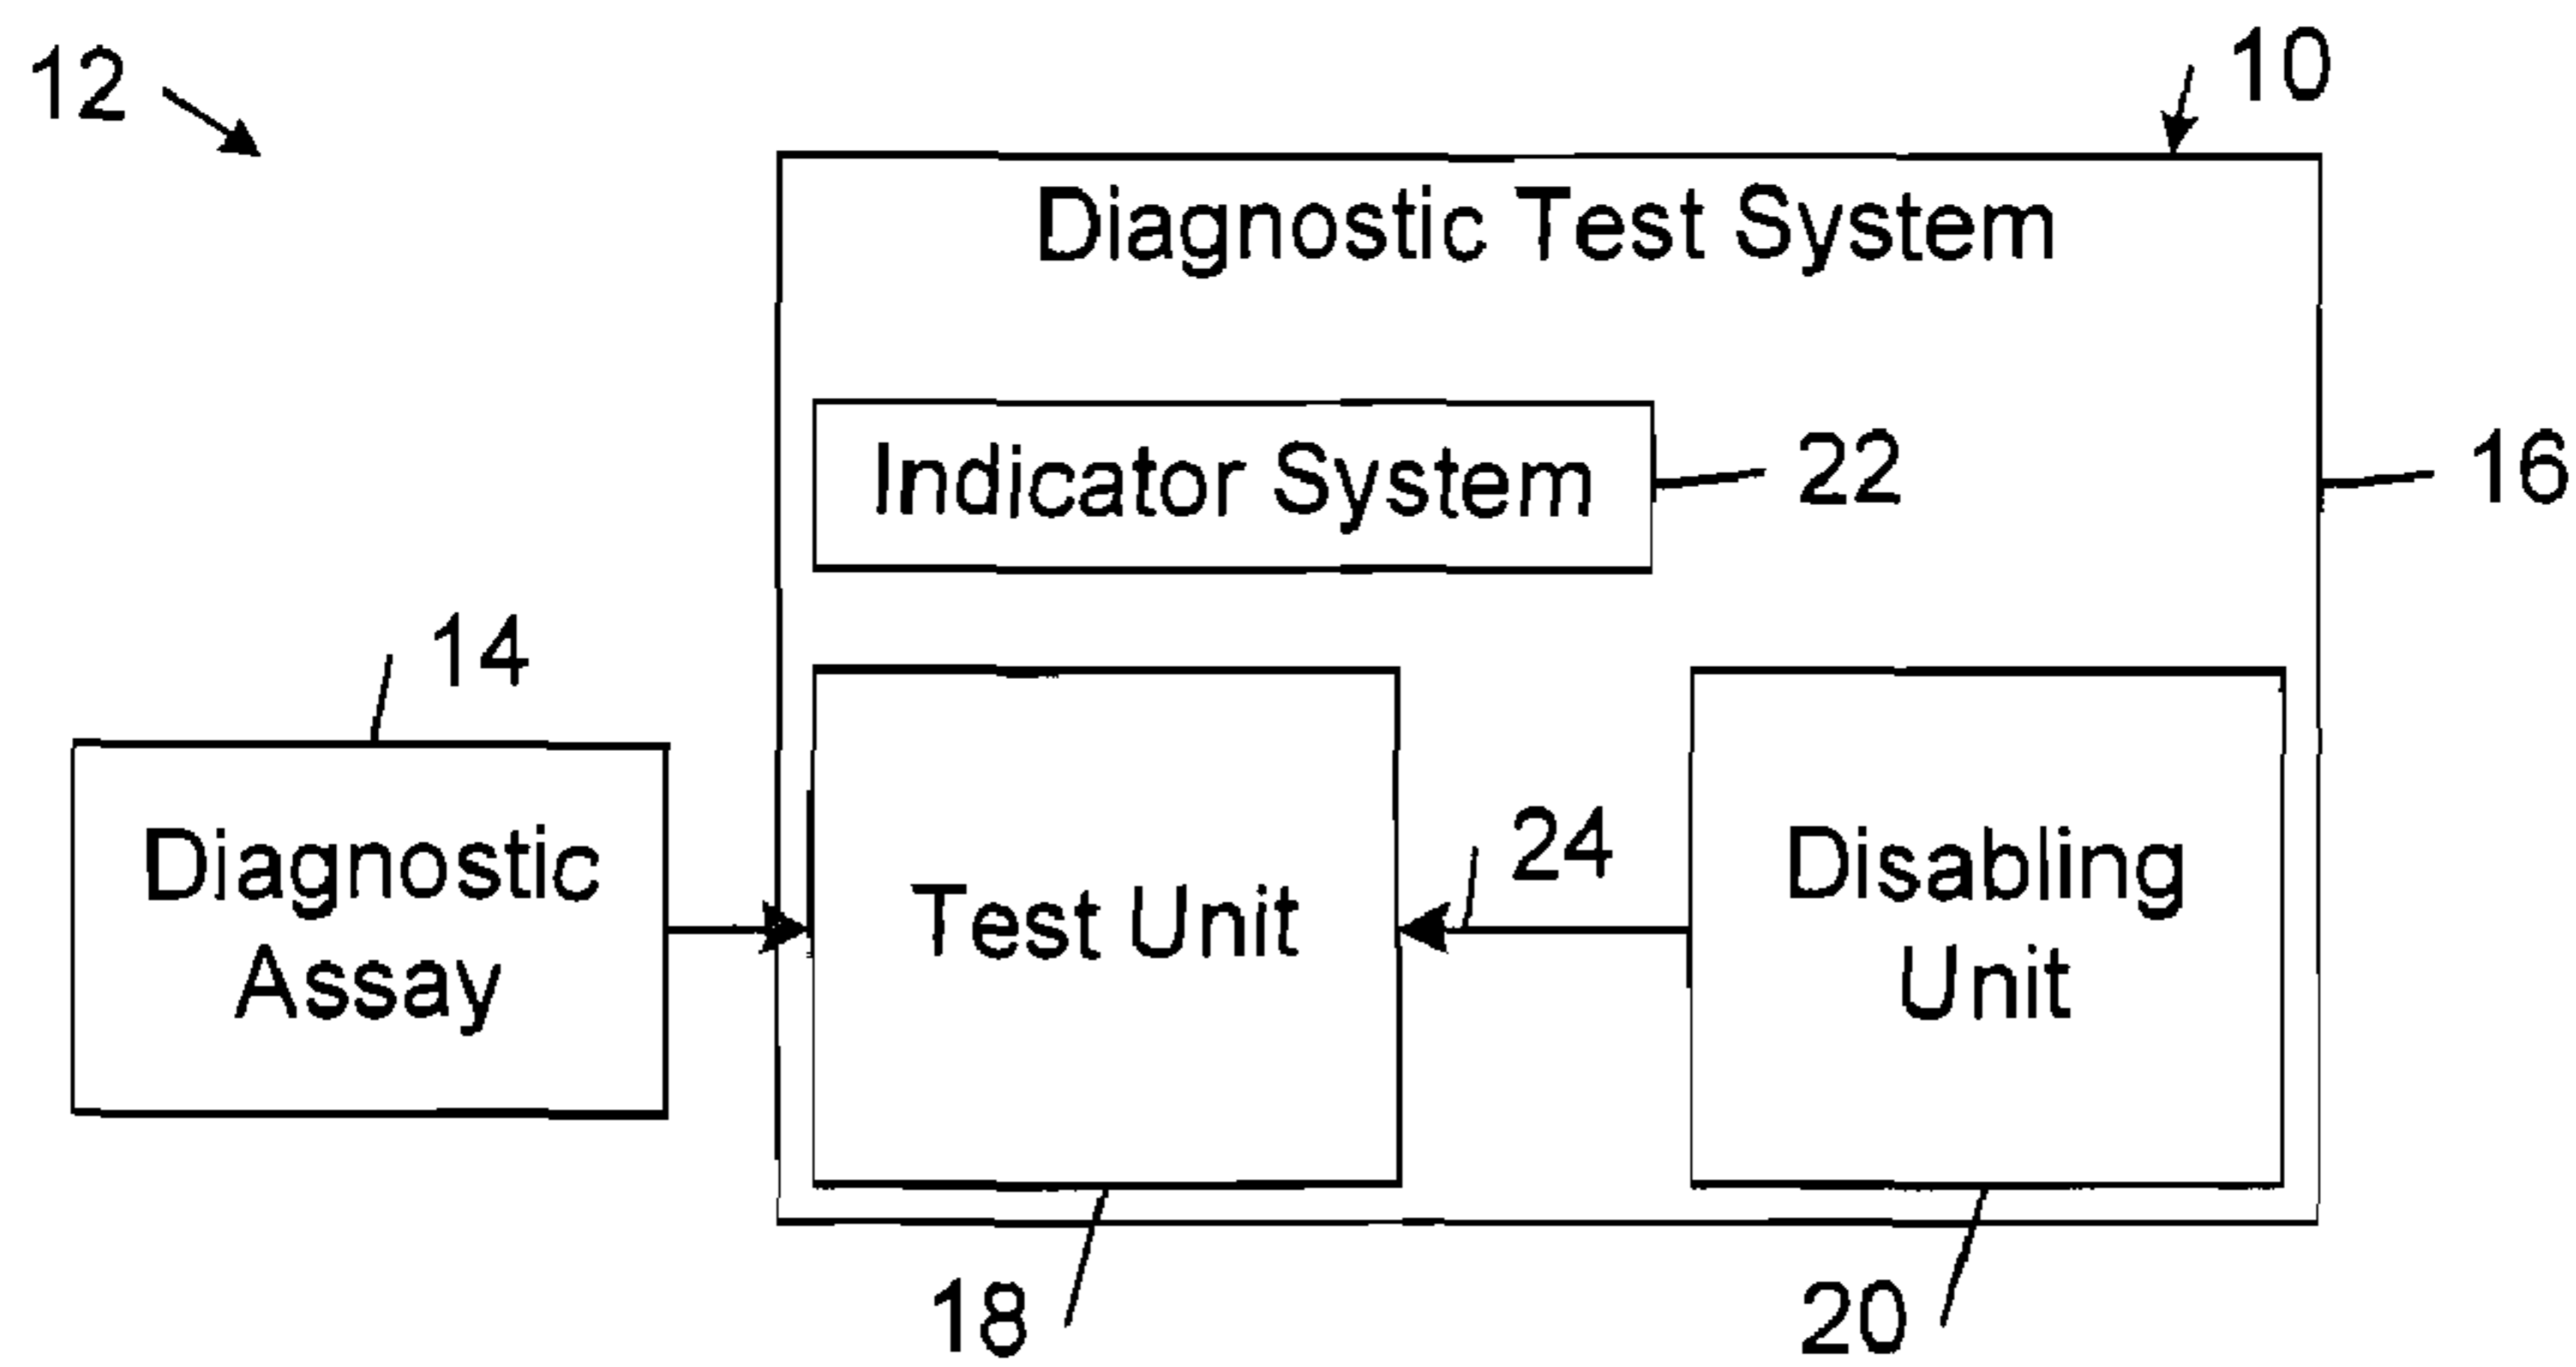 12
10
Diagnostic Test System
Indicator System
22
16
14
Diagnostic
Assay
Test Unit
24
Disabling
Unit
18
20